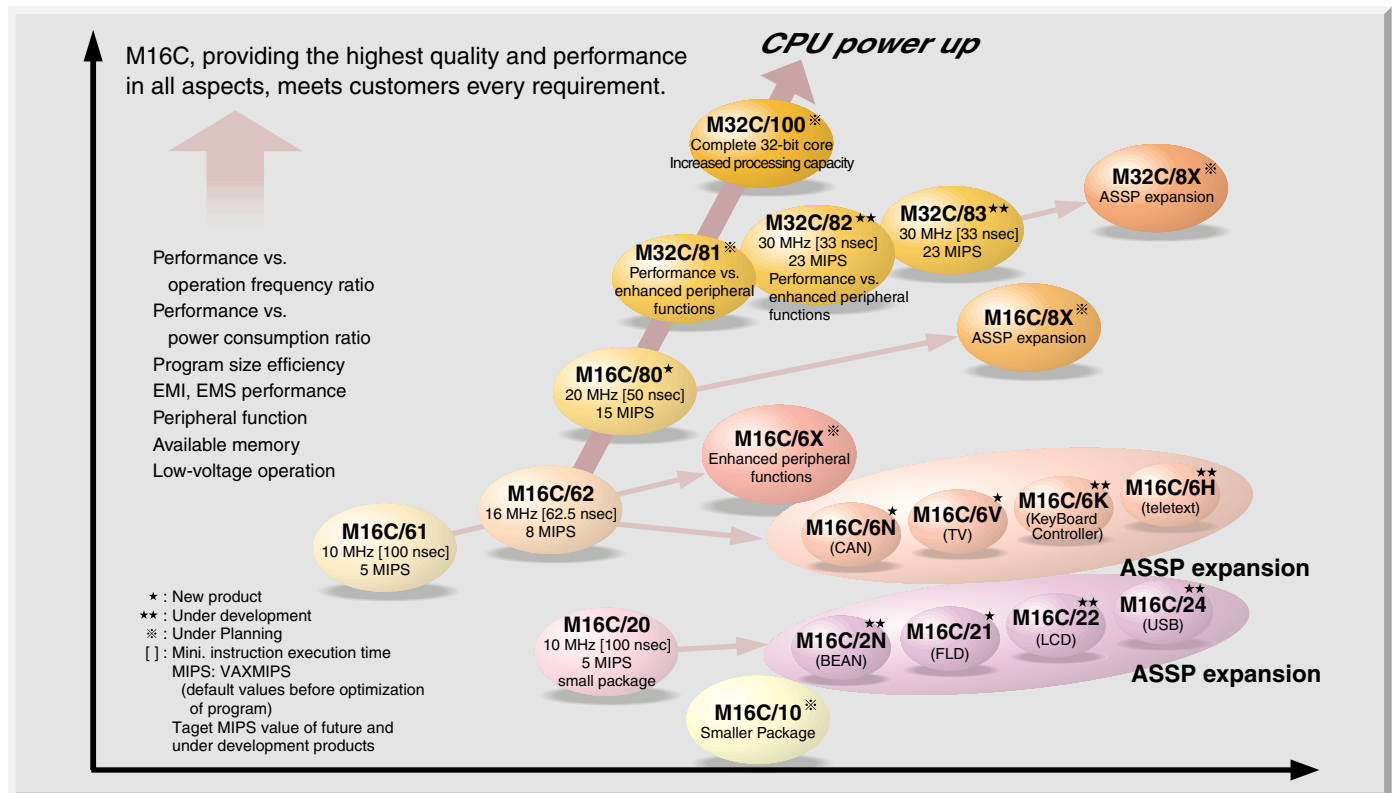 M16C, providing the highest quality and performance
in all aspects, meets customers every requirement.
CPU power up
Performance vs.
operation frequency ratio
Performance vs.
power consumption ratio
Program size efficiency
EMI, EMS performance
Peripheral function
Available memory
Low-voltage operation
M32C/100※
Complete 32-bit core
Increased processing capacity
M32C/81※
Performance vs.
enhanced peripheral
functions
M32C/82★★
30 MHz [33 nsec]
23 MIPS
Performance vs.
enhanced peripheral
functions
M32C/83★★
30 MHz [33 nsec]
23 MIPS
M32C/8X※
ASSP expansion
M16C/80★
20 MHz [50 nsec]
15 MIPS
M16C/8X※
ASSP expansion
M16C/6X※
Enhanced peripheral
functions
M16C/61
10 MHz [100 nsec]
5 MIPS
M16C/62
16 MHz [62.5 nsec]
8 MIPS
M16C/6N★
(CAN)
M16C/6V★
(TV)
M16C/6K★★
(KeyBoard
Controller)
M16C/6H★★
(teletext)
ASSP expansion
M16C/20
10 MHz [100 nsec]
5 MIPS
small package
M16C/2N★★
(BEAN)
M16C/21★
(FLD)
M16C/22★★
(LCD)
M16C/24★★
(USB)
ASSP expansion
M16C/10※
Smaller Package
★ : New product
★★ : Under development
※ : Under Planning
[ ] : Mini. instruction execution time
MIPS: VAXMIPS
(default values before optimization
of program)
Taget MIPS value of future and
under development products